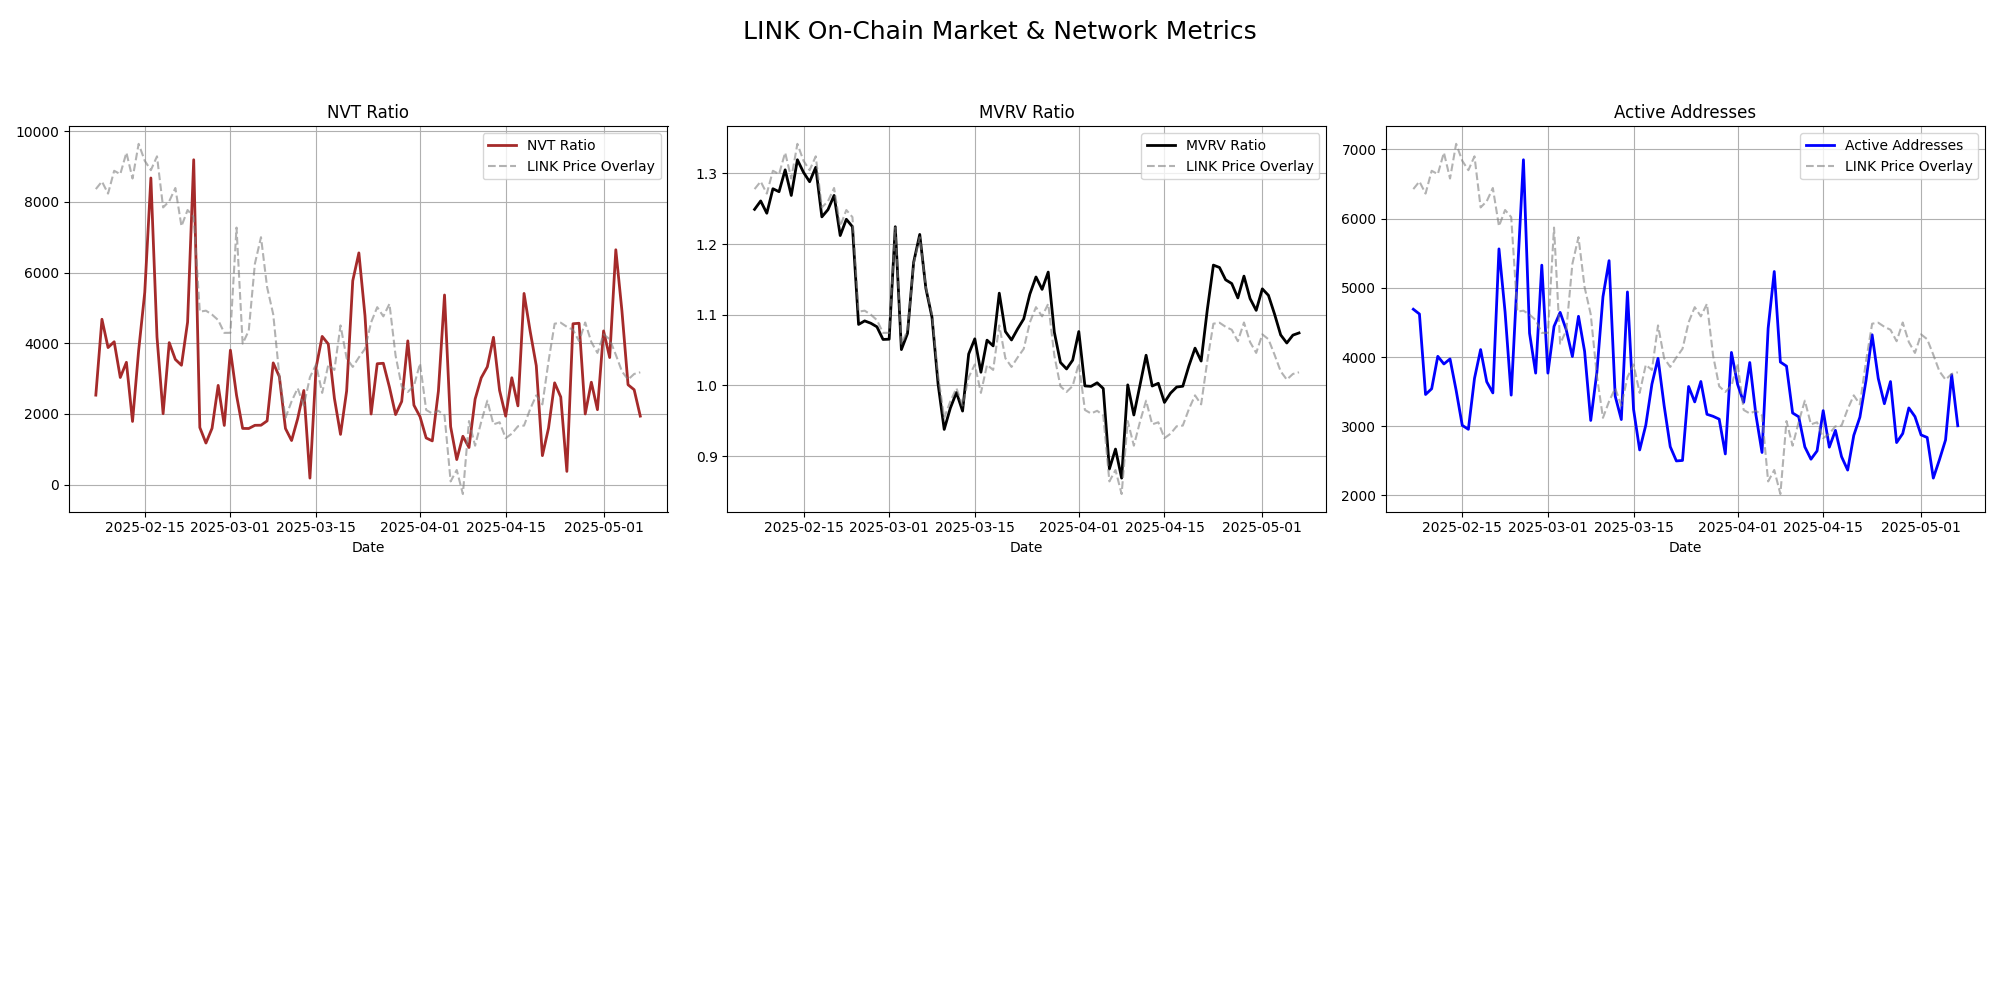 LINK On-Chain Market & Network Metrics
NVT Ratio
10000
8000
6000
4000
2000
0
NVT Ratio
LINK Price Overlay
2025-02-15 2025-03-01 2025-03-15 2025-04-01 2025-04-15 2025-05-01
Date
MVRV Ratio
1.3
1.2
1.1
1.0
0.9
MVRV Ratio
LINK Price Overlay
2025-02-15 2025-03-01 2025-03-15 2025-04-01 2025-04-15 2025-05-01
Date
Active Addresses
7000
6000
5000
4000
3000
2000
Active Addresses
LINK Price Overlay
2025-02-15 2025-03-01 2025-03-15 2025-04-01 2025-04-15 2025-05-01
Date